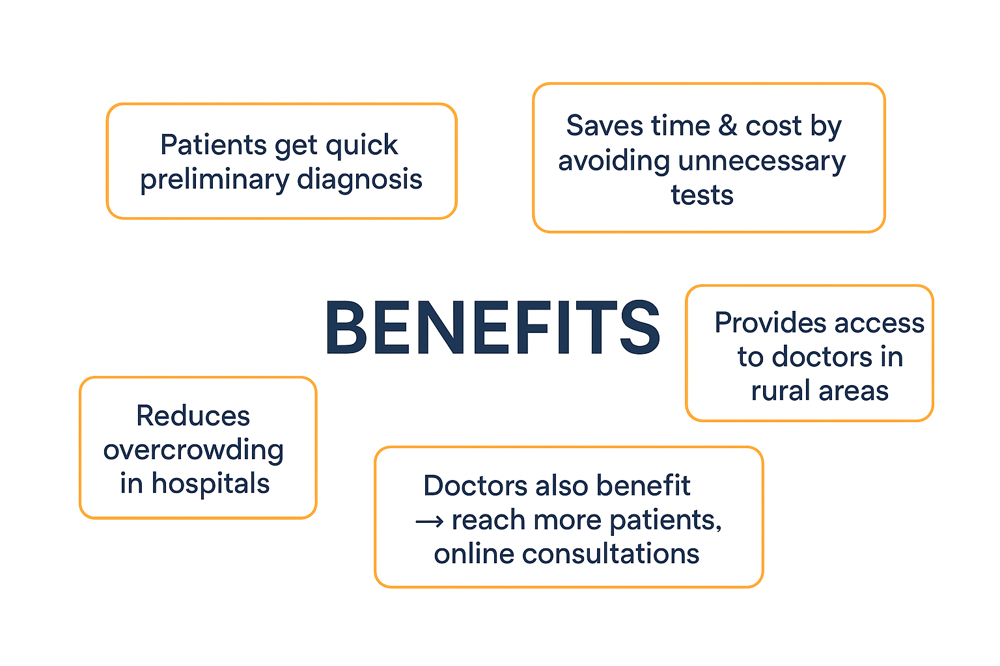 Patients get quick
preliminary diagnosis
Saves time & cost by
avoiding unnecessary
tests
BENEFITS
Provides access
to doctors in
rural areas
Reduces
overcrowding
in hospitals
Doctors also benefit
→ reach more patients,
online consultations